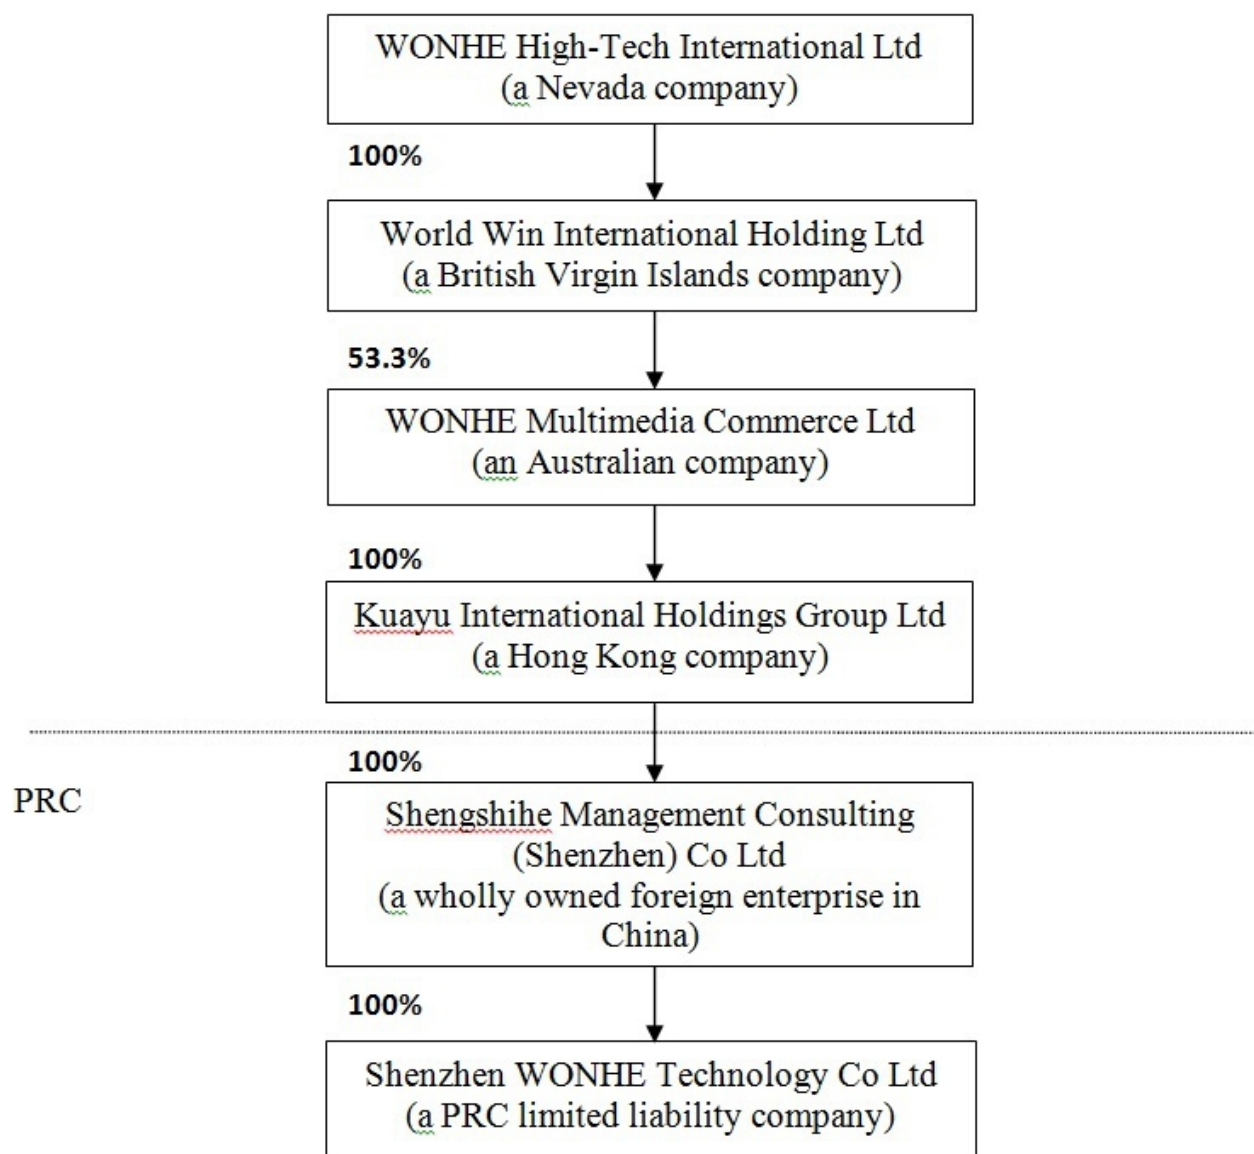 WONHE High-Tech International Ltd
(a Nevada company)
100%
World Win International Holding Ltd
(a British Virgin Islands company)
53.3%
WONHE Multimedia Commerce Ltd
(an Australian company)
100%
Kuayu International Holdings Group Ltd
(a Hong Kong company)
100%
PRC
Shengshihe Management Consulting
(Shenzhen) Co Ltd
(a wholly owned foreign enterprise in
China)
100%
Shenzhen WONHE Technology Co Ltd
(a PRC limited liability company)